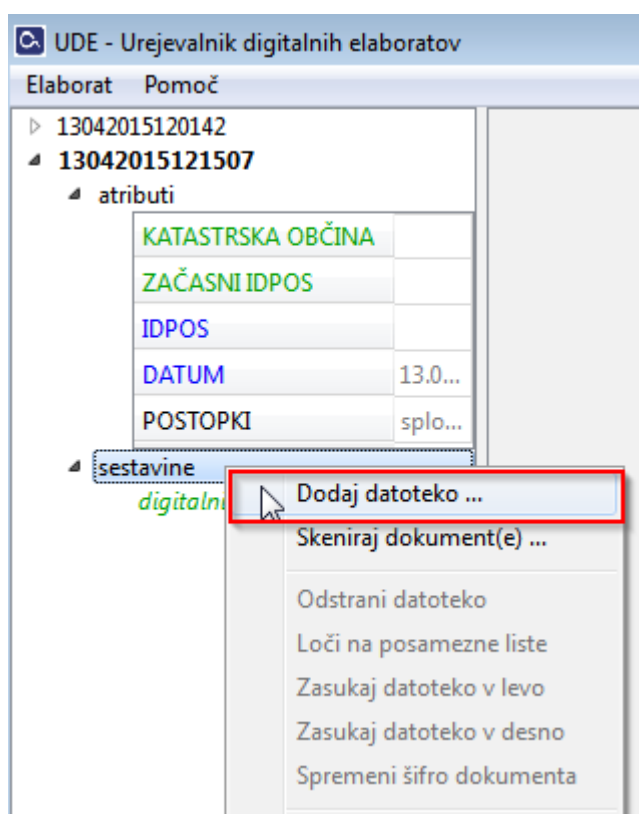 UDE - Urejevalnik digitalnih elaboratov
Elaborat Pomoč
13042015120142
13042015121507
atributi
KATASTRSKA OBČINA
ZAČASNI IDPOS
IDPOS
DATUM 13.0...
POSTOPKI splo...
sestavine
digitaln
Dodaj datoteko ...
Skeniraj dokument(e) ...
Odstrani datoteko
Loči na posamezne liste
Zasukaj datoteko v levo
Zasukaj datoteko v desno
Spremeni šifro dokumenta